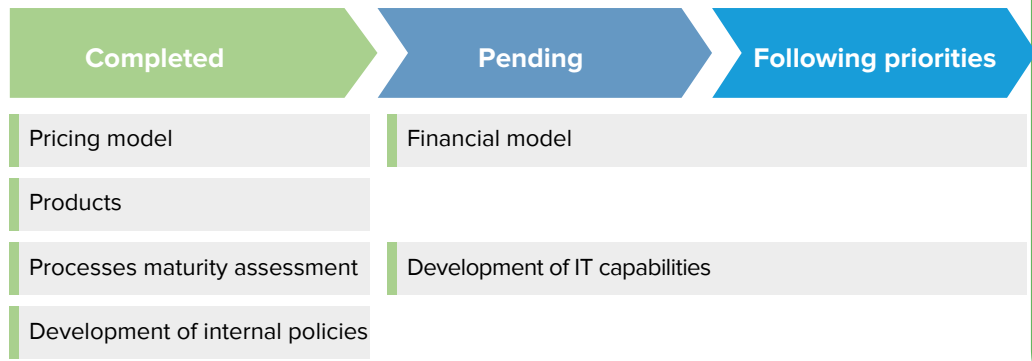 Completed
Pending
Following priorities
Pricing model
Financial model
Products
Processes maturity assessment
Development of IT capabilities
Development of internal policies